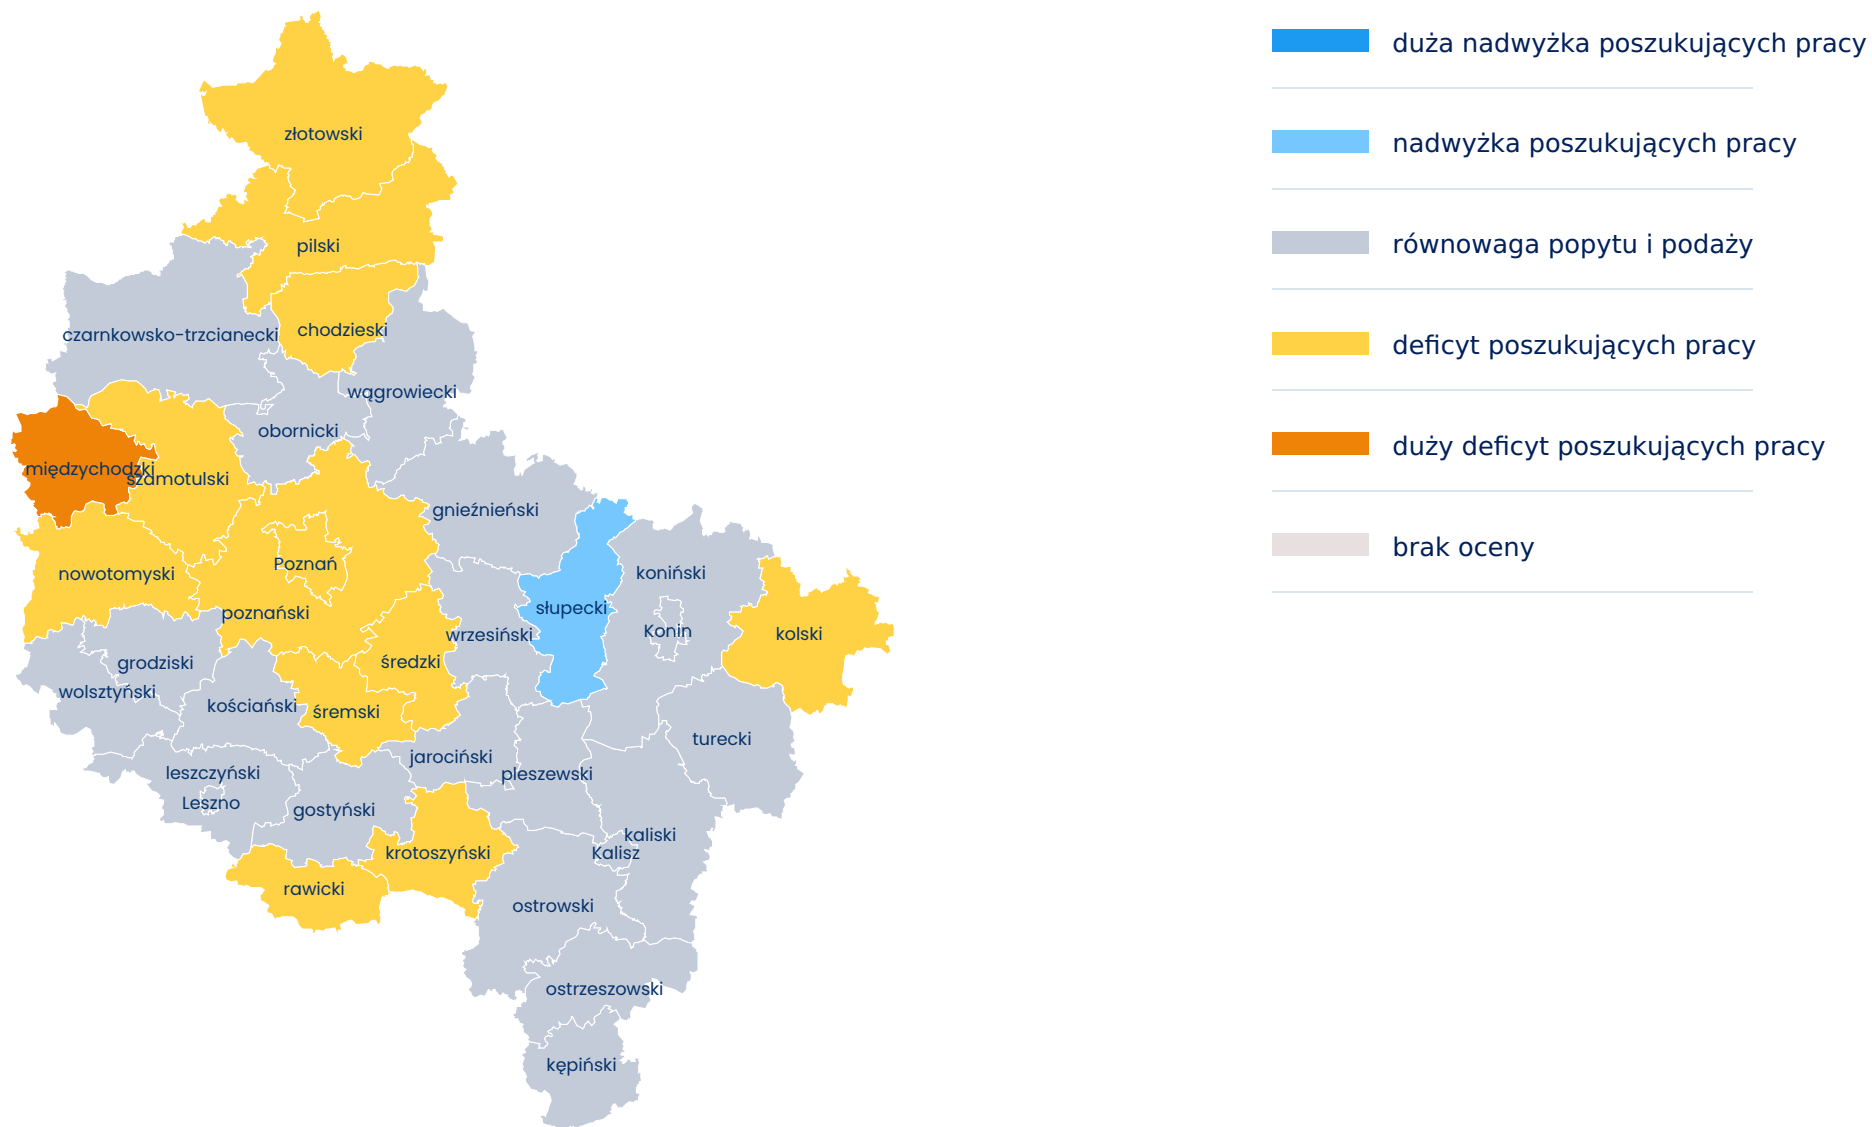 złotowski
pilski
czarnkowsko-trzcianecki
chodzieski
wągrowiecki
obornicki
międzychodzki
szamotulski
gnieźnieński
Poznań
nowotomyski
koniński
słupecki
poznański
Konin
kolski
wrzesiński
grodziski
średzki
wolsztyński
kościański
śremski
turecki
jarociński
leszczyński
pleszewski
Leszno
gostyński
kaliski
krotoszyński
Kalisz
rawicki
ostrowski
ostrzeszowski
kępiński
duża nadwyżka poszukujących pracy
nadwyżka poszukujących pracy
równowaga popytu i podaży
deficyt poszukujących pracy
duży deficyt poszukujących pracy
brak oceny